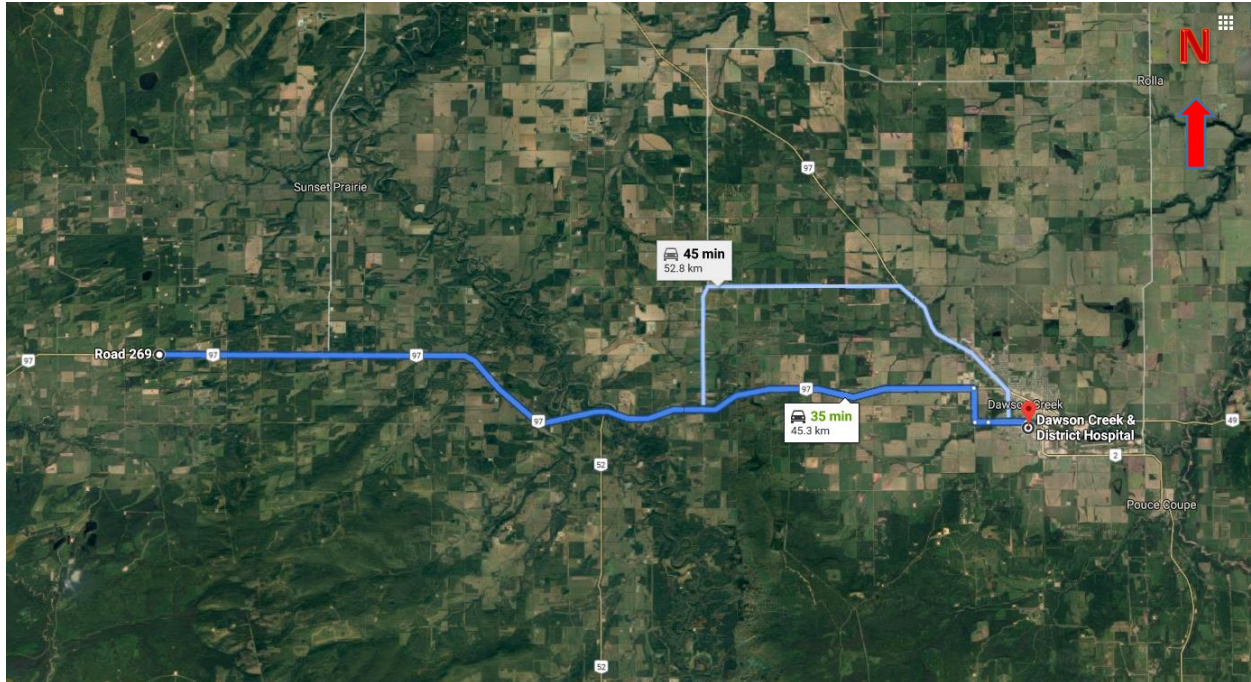 N
Rolla
97
Sunset Prairie
45 min
52.8 km
97
Road 269
97
97
97
97
35 min
45.3 km
Dawson Creek
Dawson Creek &
District Hospital
49
52
2
Pouce Coupe
52